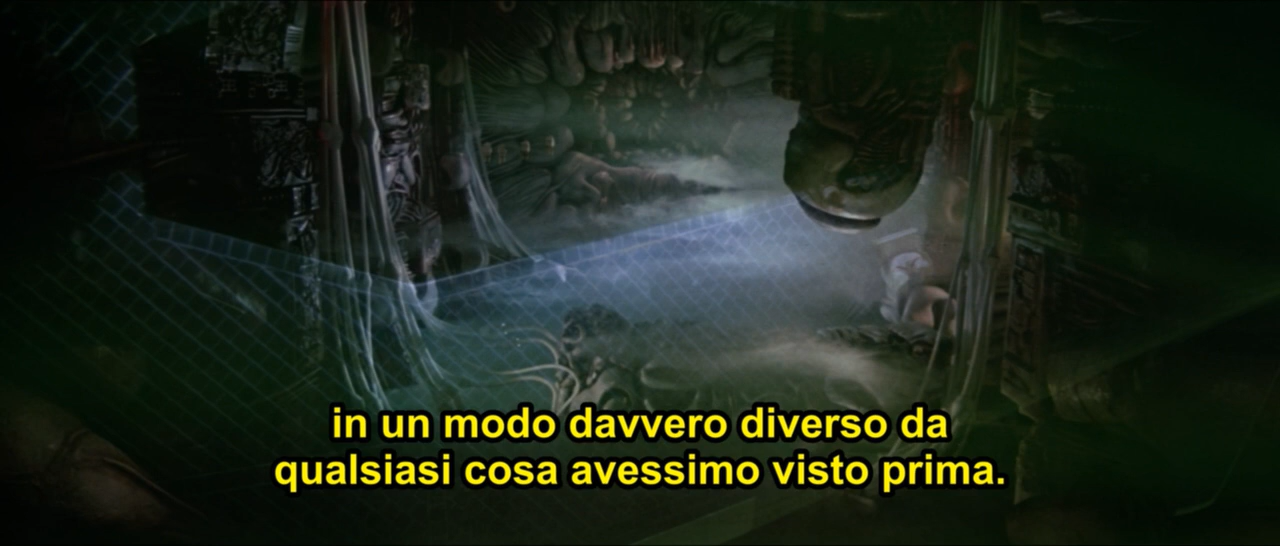 in un modo davvero diverso da
qualsiasi cosa avessimo visto prima.